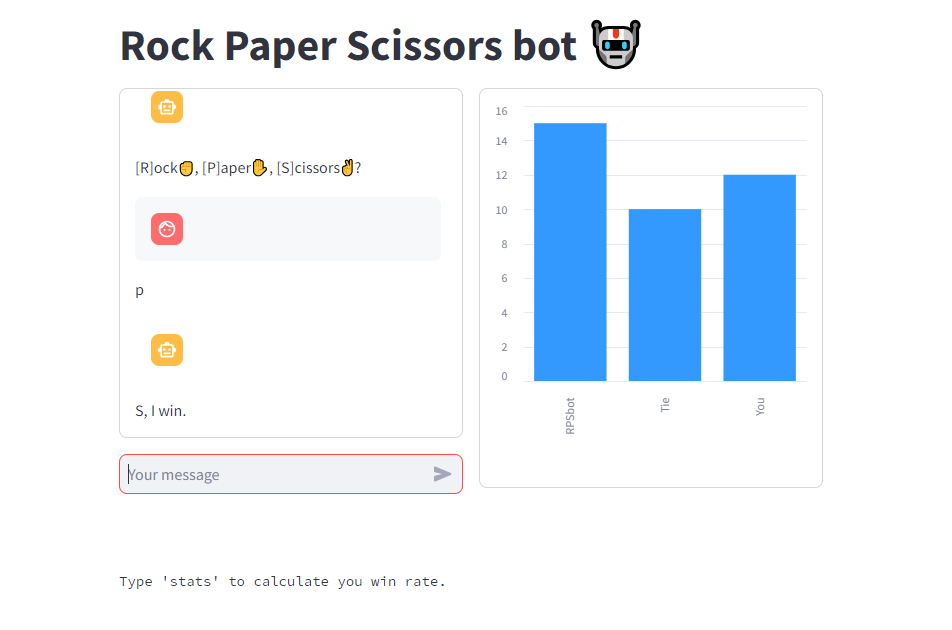 Rock Paper Scissors bot
[R]ock✊, [P]aper✋, [S]cissors✌?
p
S, I win.
Your message
16
14
12
10
8
6
4
2
0
RPSbot
Tie
You
Type 'stats' to calculate you win rate.